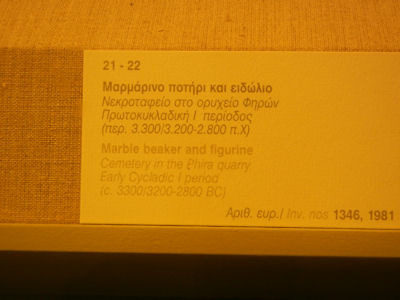 21 - 22
Μαρμάρινο ποτήρι και ειδώλιο
Νεκροταφείο στο ορυχείο Φηρών
Πρωτοκυκλαδική Ι περίοδος
(περ. 3.300/3.200-2.800 π.Χ)
Marble beaker and figurine
Cemetery in the Phira quarry
Early Cycladic I period
(c. 3300/3200-2800 BC)
Αριθ. ευρ./ Inv. nos 1346, 1981